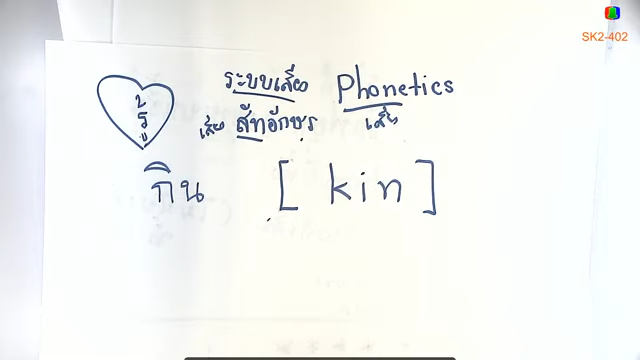 SK2-402
ระบบเสียง Phonetics
เสียง สัทอักษร เสียง
กิน [ kin ]